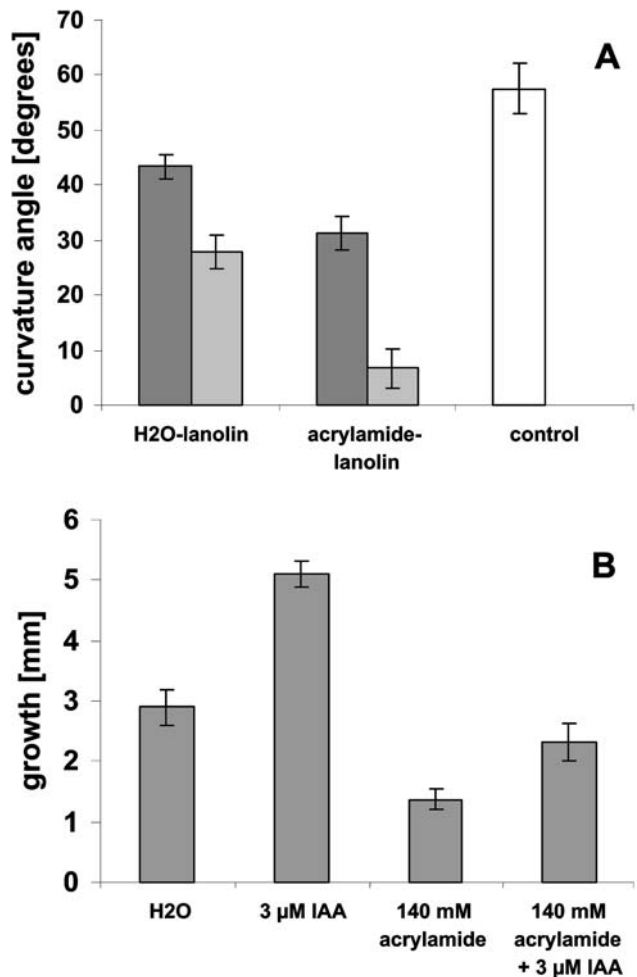 A
curvature angle [degrees]
70
60
50
40
30
20
10
0
H2O-lanolin
acrylamide-
lanolin
control
B
growth [mm]
6
5
4
3
2
1
0
H2O
3 µM IAA
140 mM
acrylamide
140 mM
acrylamide
+ 3 µM IAA